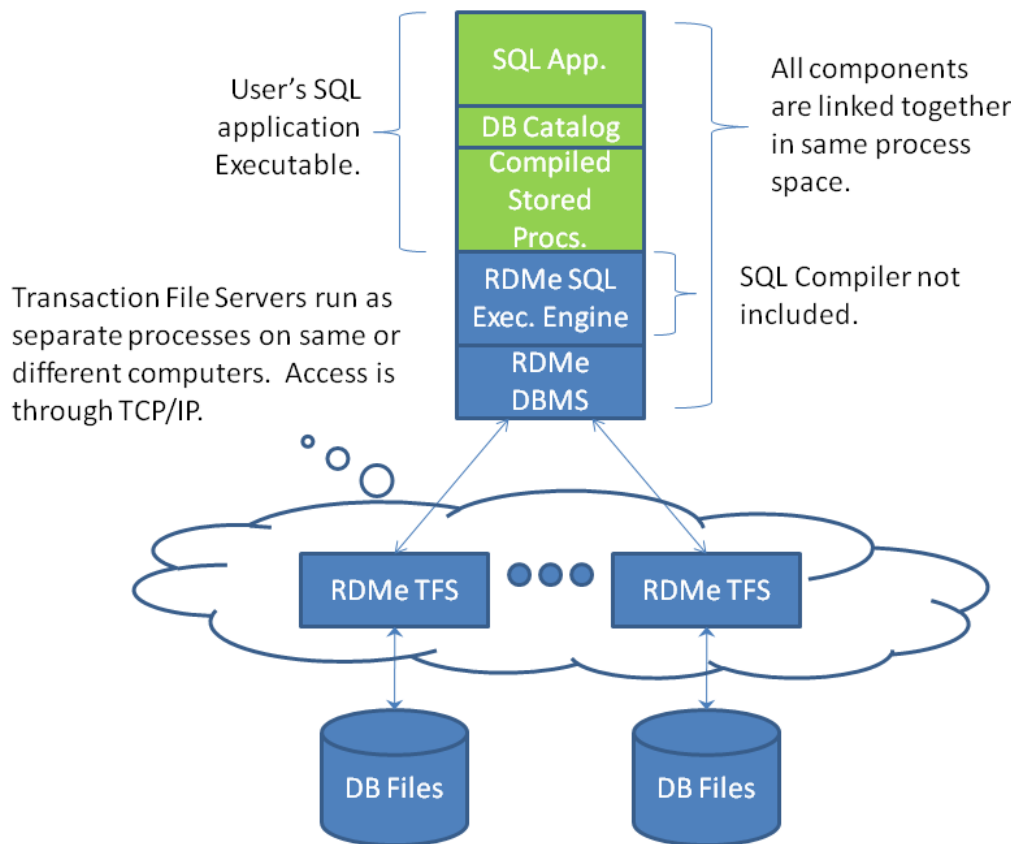 User's SQL
application
Executable.
SQL App.
DB Catalog
Compiled
Stored
Procs.
RDMe SQL
Exec. Engine
RDMe
DBMS
All components
are linked together
in same process
space.
SQL Compiler not
included.
Transaction File Servers run as
separate processes on same or
different computers. Access is
through TCP/IP.
RDMe TFS
RDMe TFS
DB Files
DB Files